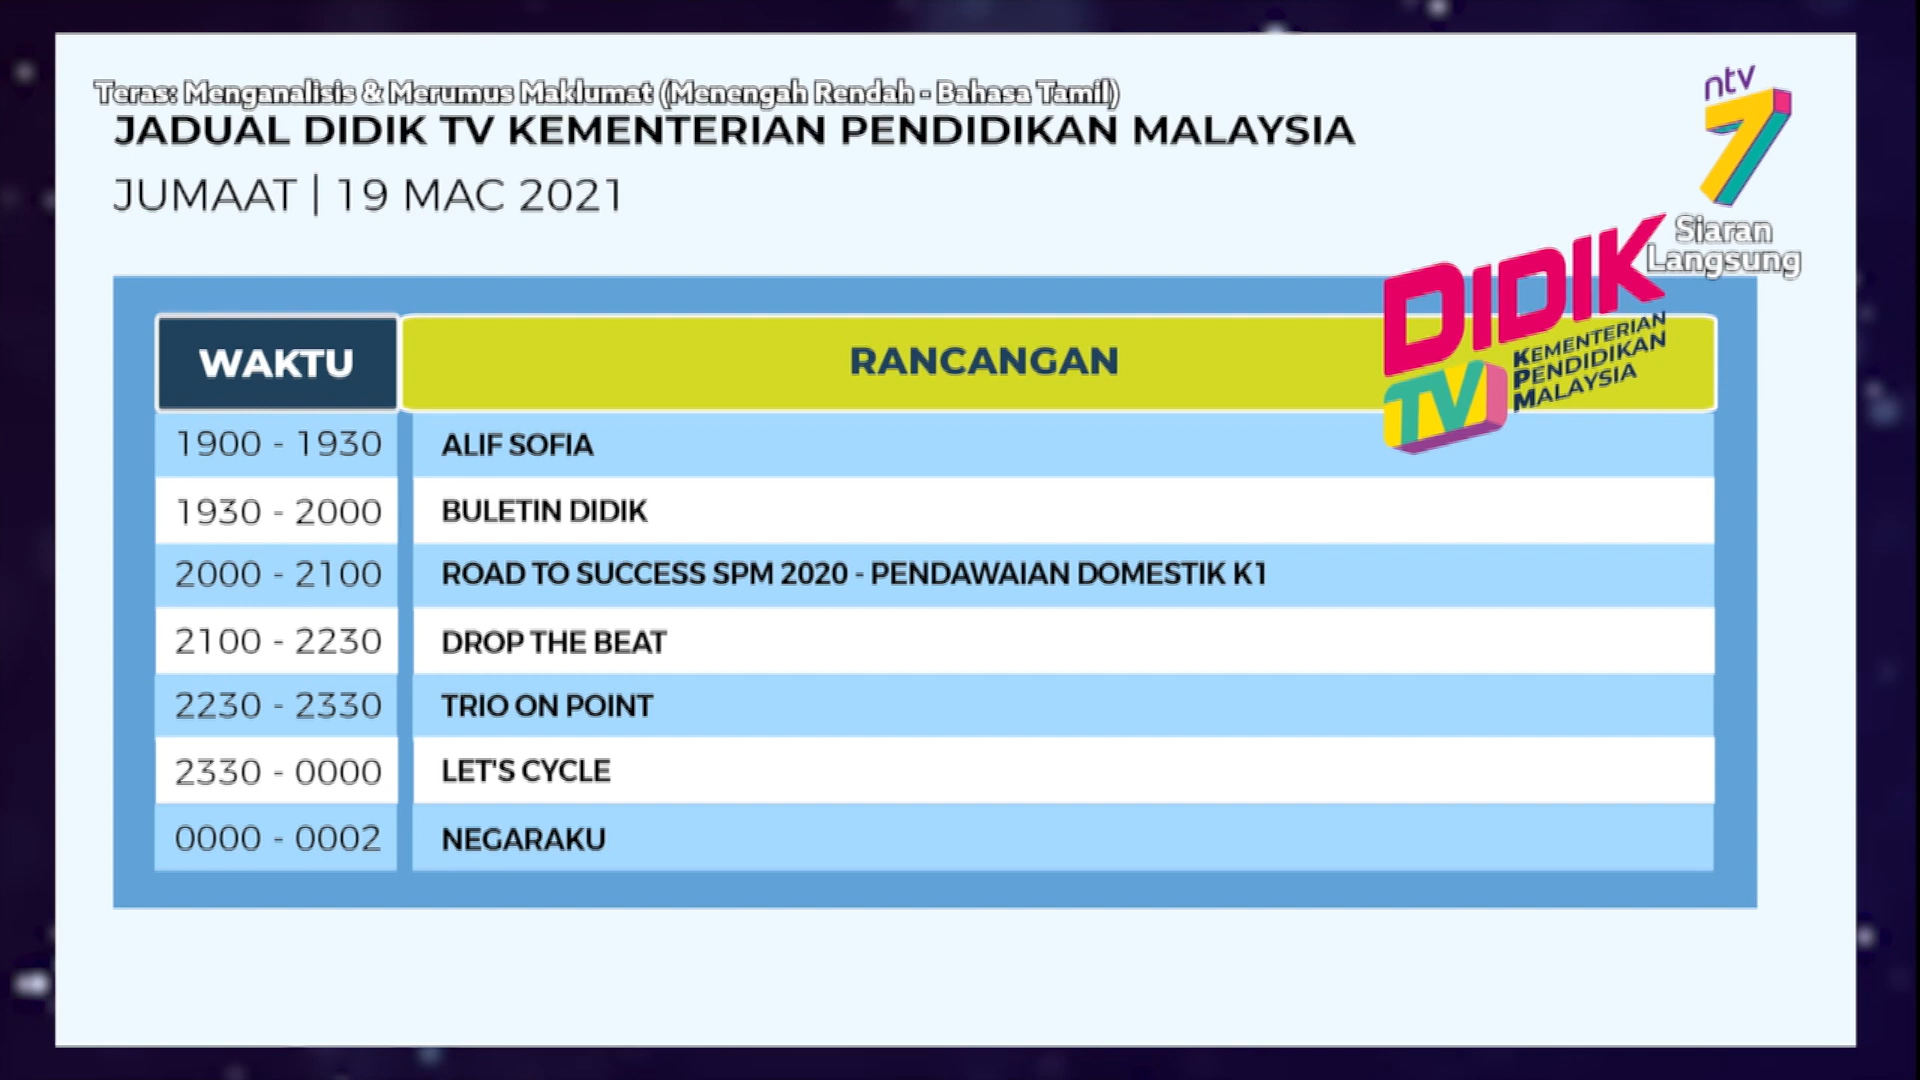 Teras: Menganalisis & Merumus Maklumat (Menengah Rendah - Bahasa Tamil)
JADUAL DIDIK TV KEMENTERIAN PENDIDIKAN MALAYSIA
JUMAAT | 19 MAC 2021
ntv
7
Siaran
Langsung
DIDIK
TV
KEMENTERIAN
PENDIDIKAN
MALAYSIA
WAKTU RANCANGAN
1900 - 1930 ALIF SOFIA
1930 - 2000 BULETIN DIDIK
2000 - 2100 ROAD TO SUCCESS SPM 2020 - PENDAWAIAN DOMESTIK K1
2100 - 2230 DROP THE BEAT
2230 - 2330 TRIO ON POINT
2330 - 0000 LET'S CYCLE
0000 - 0002 NEGARAKU